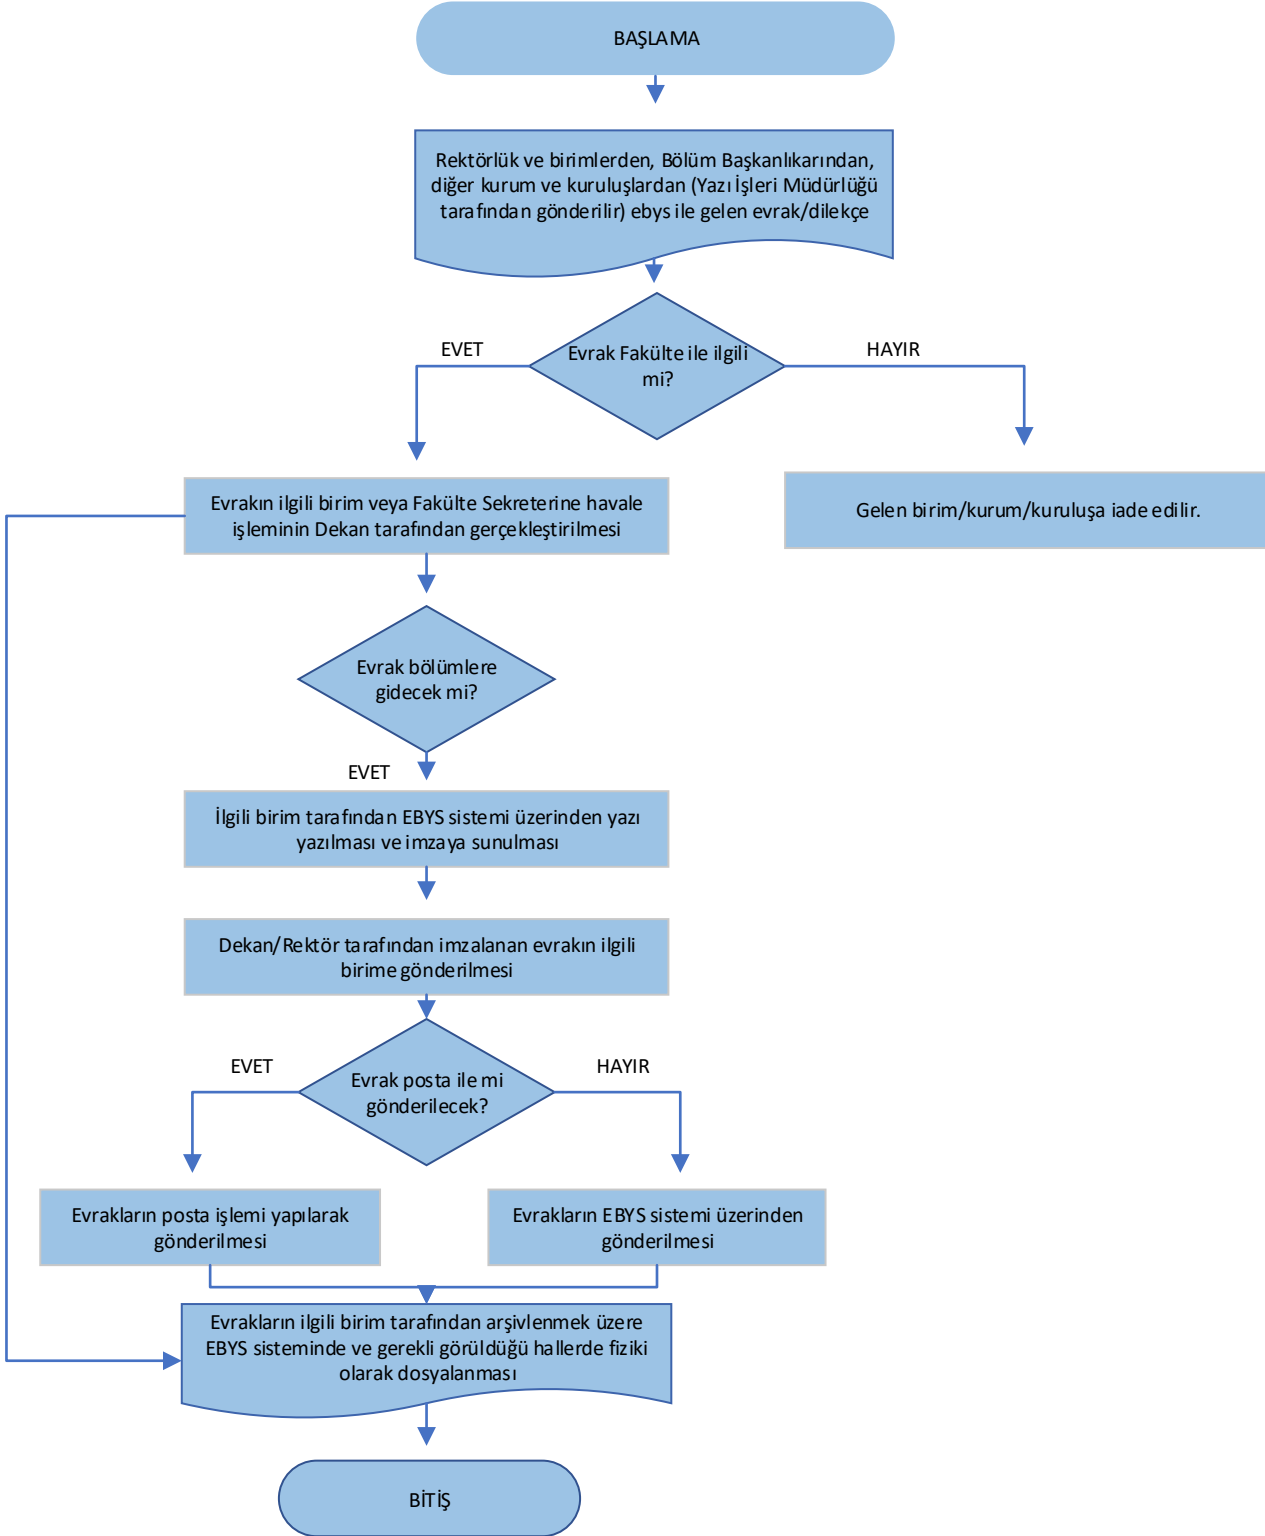 BAŞLAMA
Rektörlük ve birimlerden, Bölüm Başkanlıkarından,
diğer kurum ve kuruluşlardan (Yazı İşleri Müdürlüğü
tarafından gönderilir) ebys ile gelen evrak/dilekçe
EVET
Evrak Fakülte ile ilgili
mi?
HAYIR
Evrakın ilgili birim veya Fakülte Sekreterine havale
işleminin Dekan tarafından gerçekleştirilmesi
Gelen birim/kurum/kuruluşa iade edilir.
Evrak bölümlere
gidecek mi?
EVET
İlgili birim tarafından EBYS sistemi üzerinden yazı
yazılması ve imzaya sunulması
Dekan/Rektör tarafından imzalanan evrakın ilgili
birime gönderilmesi
EVET
Evrak posta ile mi
gönderilecek?
HAYIR
Evrakların posta işlemi yapılarak
gönderilmesi
Evrakların EBYS sistemi üzerinden
gönderilmesi
Evrakların ilgili birim tarafından arşivlenmek üzere
EBYS sisteminde ve gerekli görüldüğü hallerde fiziki
olarak dosyalanması
BİTİŞ